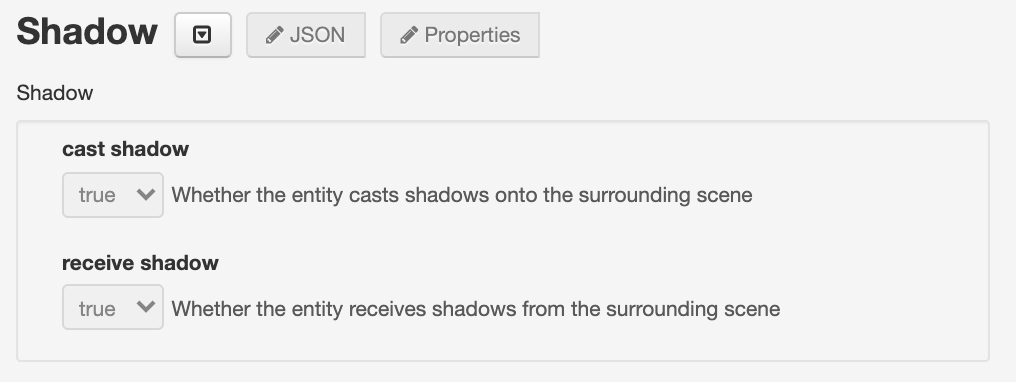 Shadow
JSON
Properties
Shadow
cast shadow
true Whether the entity casts shadows onto the surrounding scene
receive shadow
true Whether the entity receives shadows from the surrounding scene